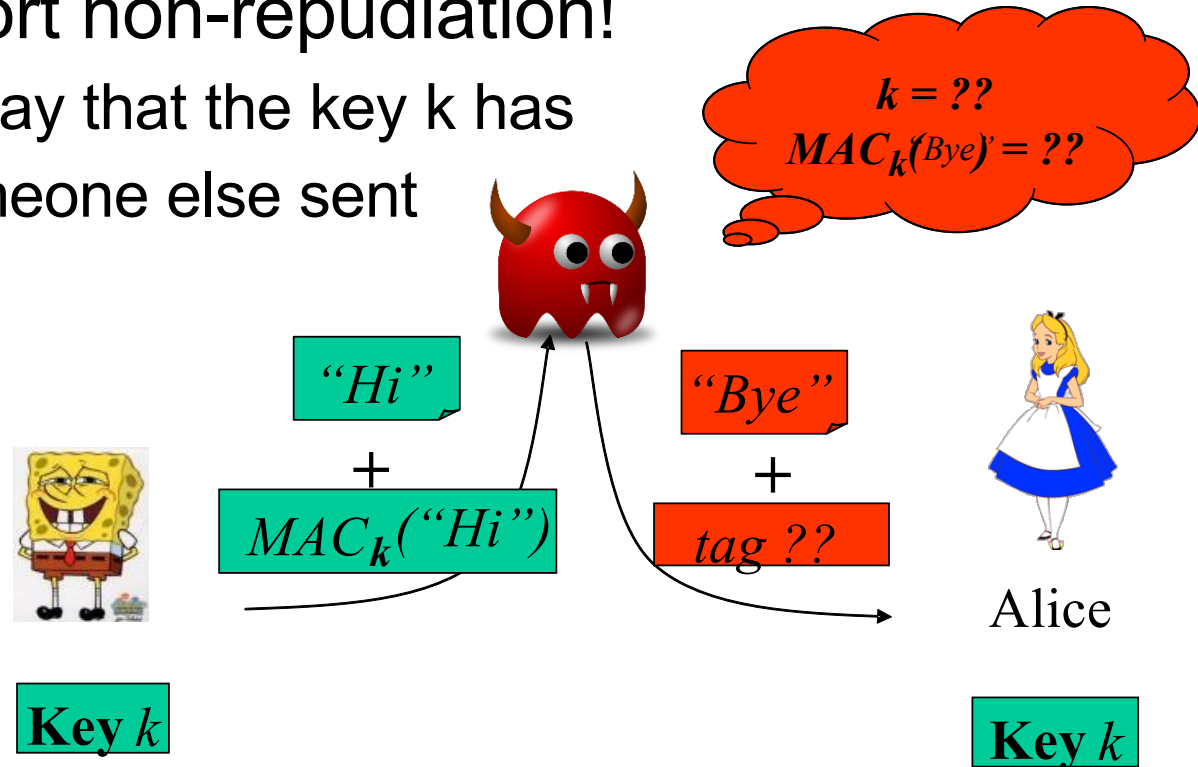 ort non-repudiation!
ay that the key k has
neone else sent
k = ??
MACk(“Bye”) = ??
“Hi”
+
MACk(“Hi”)
“Bye”
+
tag ??
Alice
Key k
Key k